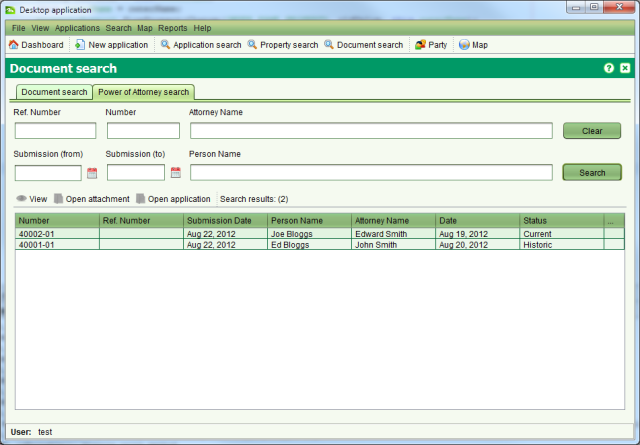 Desktop application
File View Applications Search Map Reports Help
Dashboard New application Application search Property search Document search Party Map
Document search
Document search Power of Attorney search
Ref. Number Number Attorney Name
Clear
Submission (from) Submission (to) Person Name
Search
View Open attachment Open application Search results: (2)
Number Ref. Number Submission Date Person Name Attorney Name Date Status ...
40002-01 Aug 22, 2012 Joe Bloggs Edward Smith Aug 19, 2012 Current
40001-01 Aug 22, 2012 Ed Bloggs John Smith Aug 20, 2012 Historic
User: test